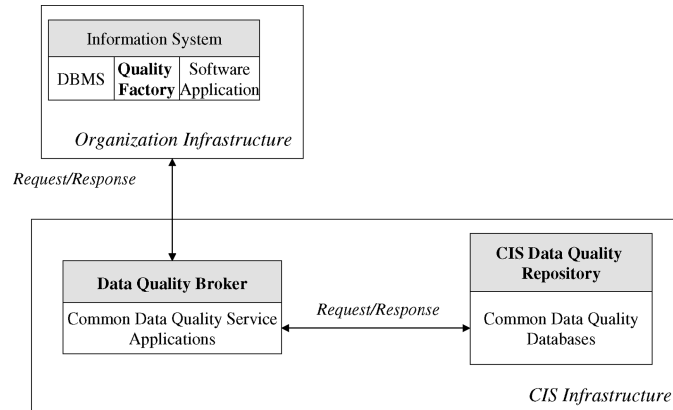 Information System
DBMS
Quality
Factory
Software
Application
Organization Infrastructure
Request/Response
Data Quality Broker
Common Data Quality Service
Applications
Request/Response
CIS Data Quality
Repository
Common Data Quality
Databases
CIS Infrastructure